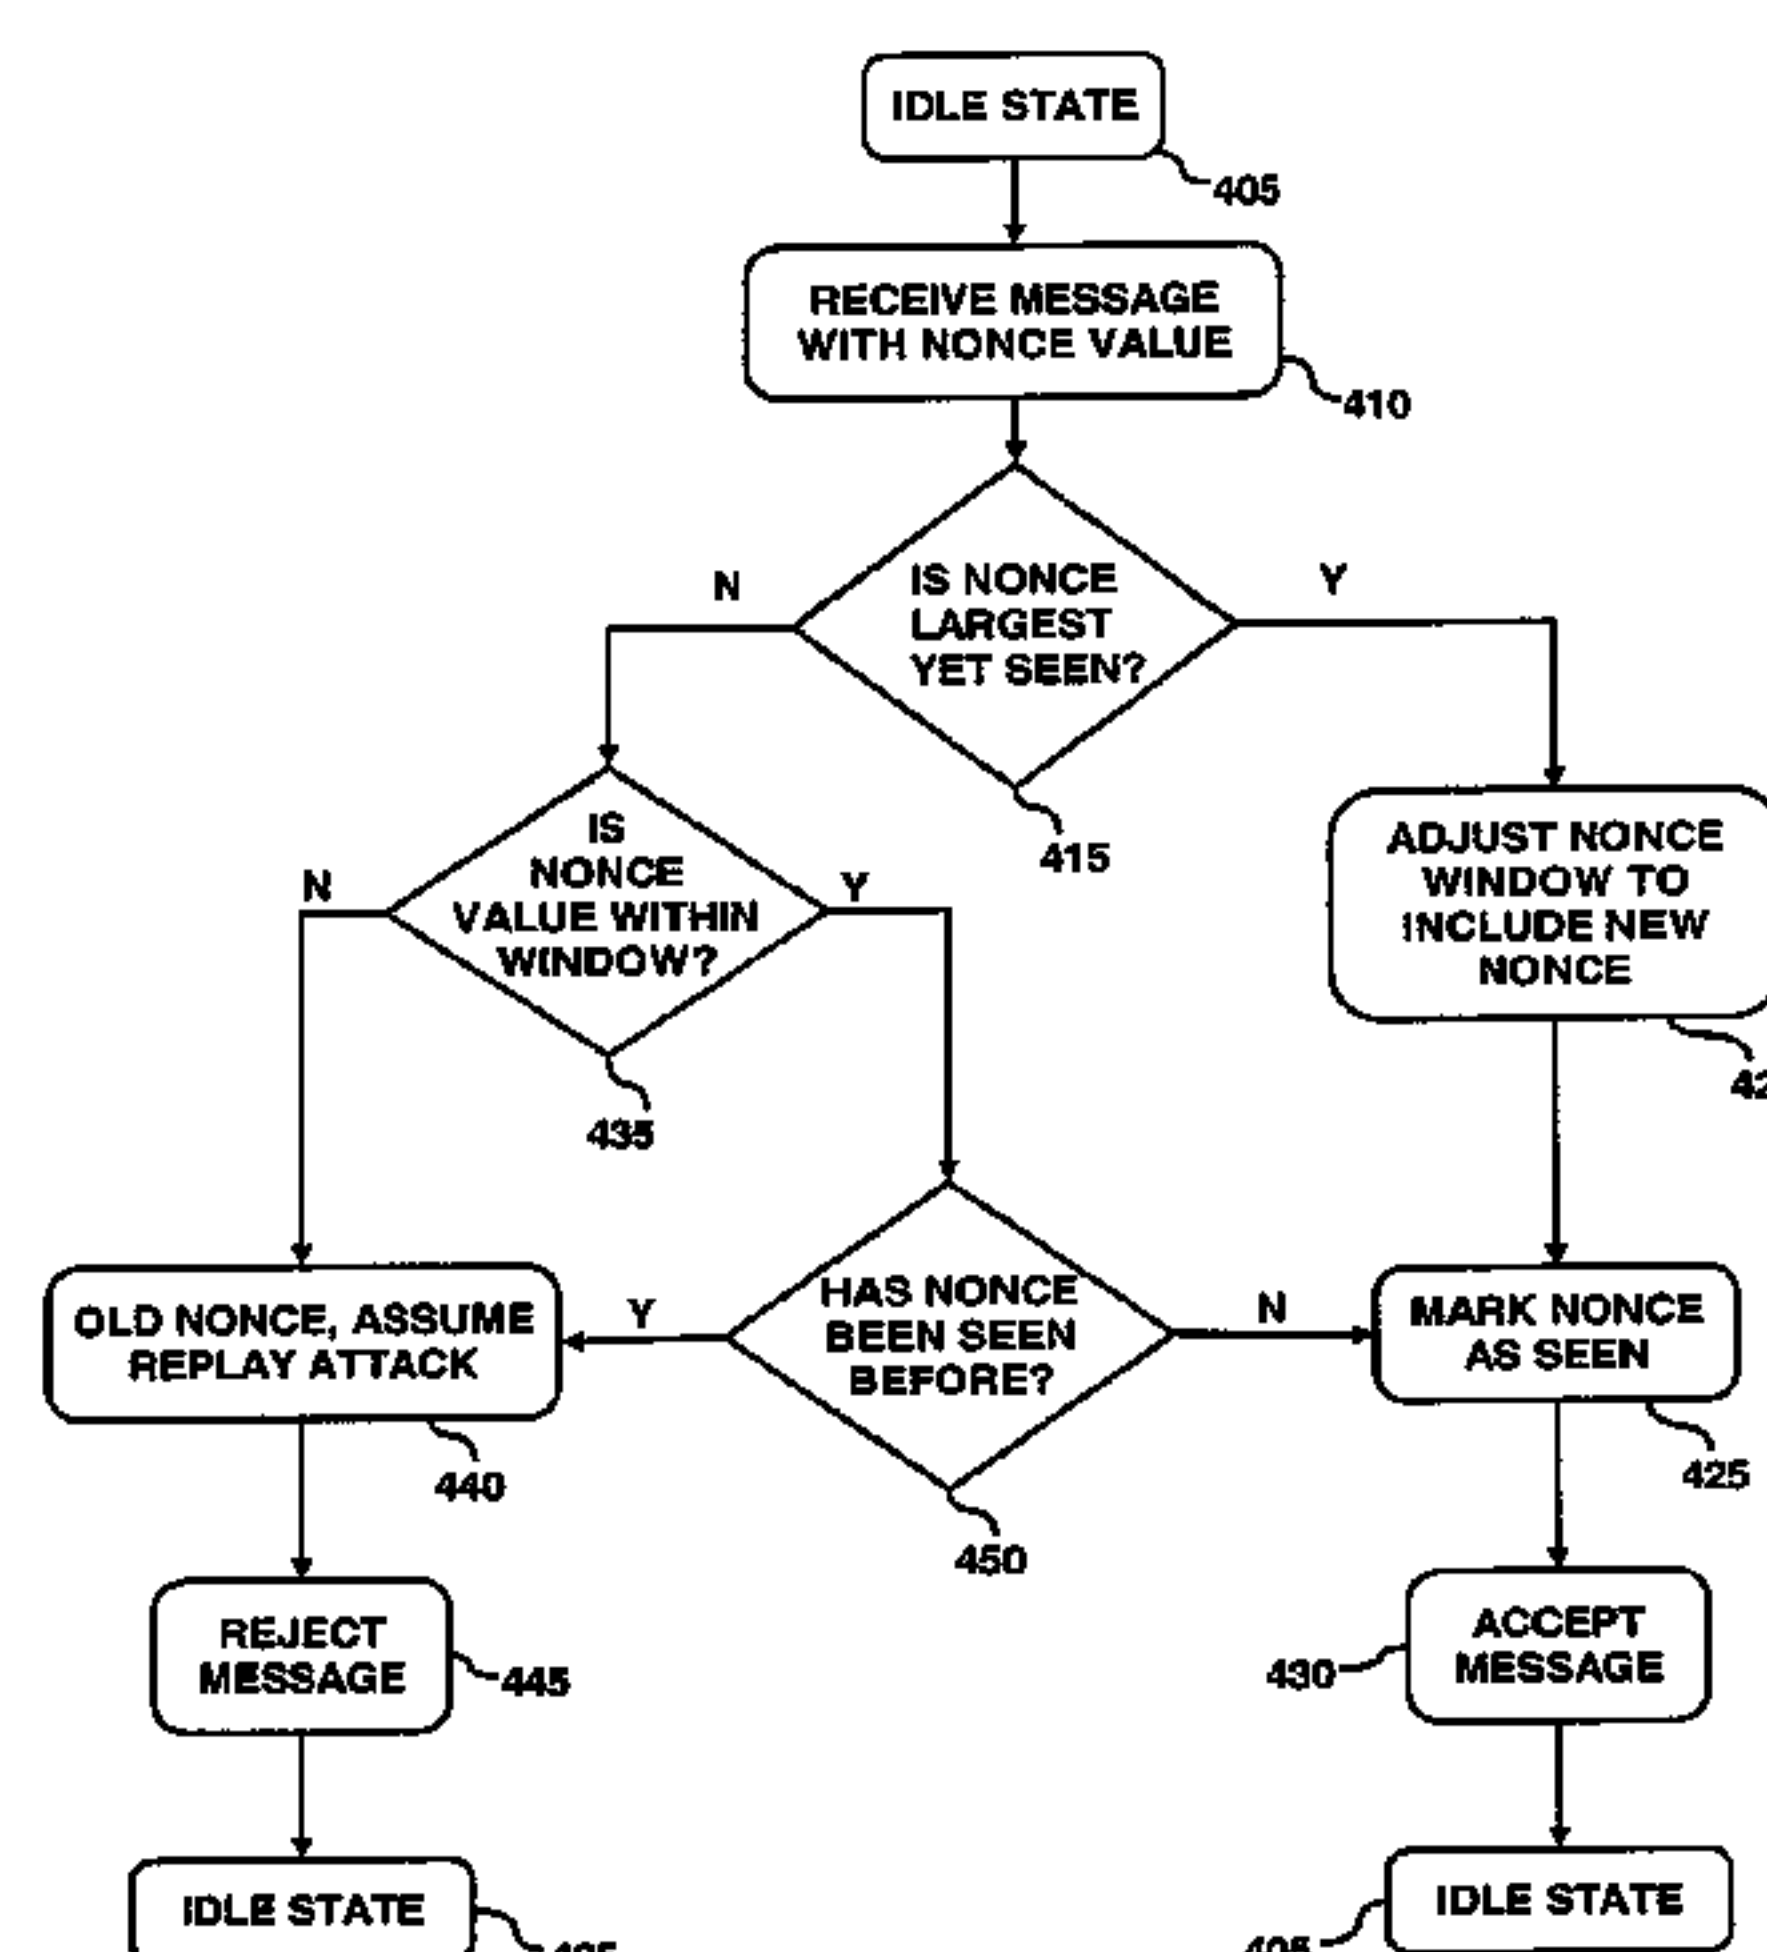 IDLE STATE
405
RECEIVE MESSAGE
WITH NONCE VALUE
410
IS NONCE
LARGEST
YET SEEN?
N
Y
415
IS
NONCE
VALUE WITHIN
WINDOW?
N
Y
435
ADJUST NONCE
WINDOW TO
INCLUDE NEW
NONCE
OLD NONCE, ASSUME
REPLAY ATTACK
440
Y
HAS NONCE
BEEN SEEN
BEFORE?
N
450
MARK NONCE
AS SEEN
425
REJECT
MESSAGE
445
ACCEPT
MESSAGE
430
IDLE STATE
IDLE STATE